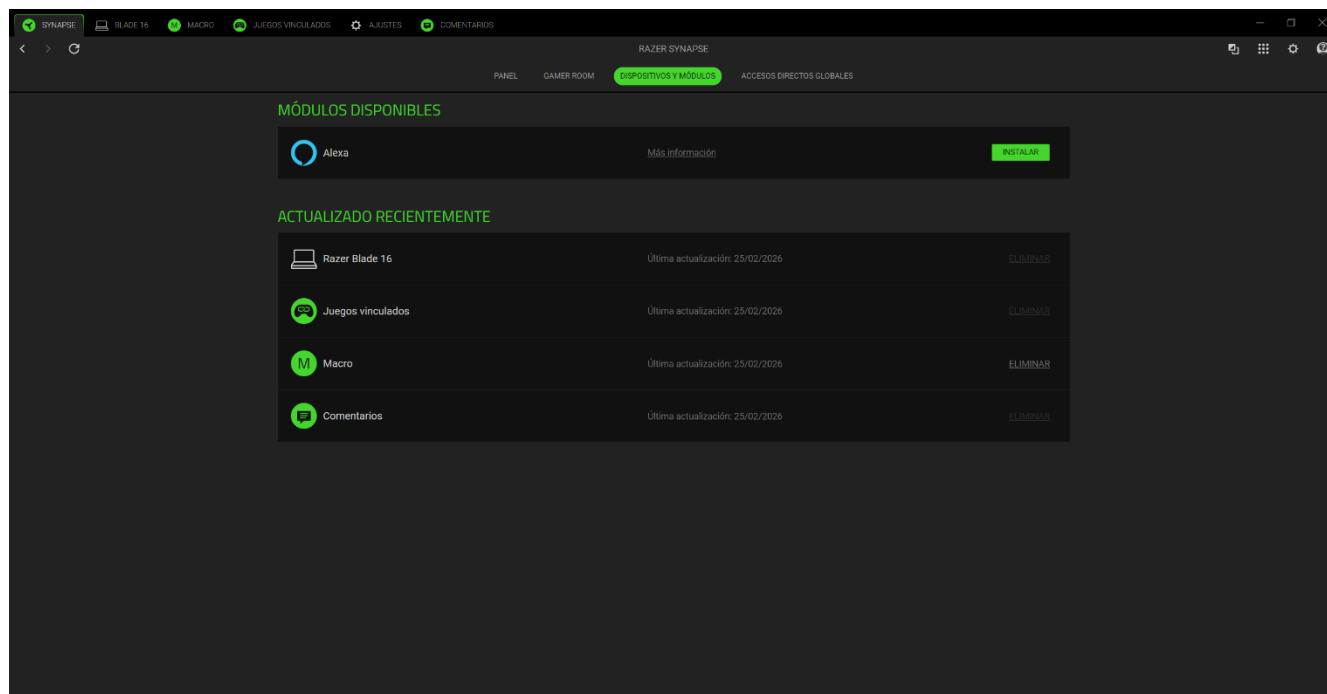 SYNAPSE BLADE 16 M MACRO JUEGOS VINCULADOS AJUSTES COMENTARIOS
RAZER SYNAPSE
PANEL GAMER ROOM DISPOSITIVOS Y MÓDULOS ACCESOS DIRECTOS GLOBALES
MÓDULOS DISPONIBLES
Alexa Más información INSTALAR
ACTUALIZADO RECIENTEMENTE
Razer Blade 16 Última actualización: 25/02/2026 ELIMINAR
Juegos vinculados Última actualización: 25/02/2026 ELIMINAR
M Macro Última actualización: 25/02/2026 ELIMINAR
Comentarios Última actualización: 25/02/2026 ELIMINAR